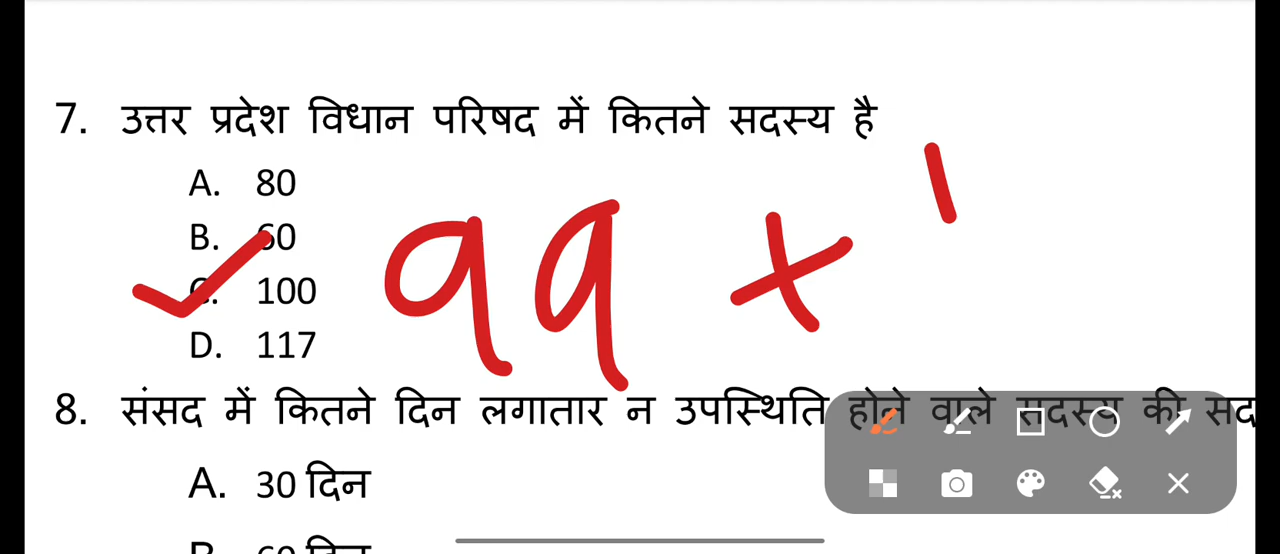 7. उत्तर प्रदेश विधान परिषद में कितने सदस्य है
A. 80
B. 60
C. 100
D. 117
99 + 1
8. संसद में कितने दिन लगातार न उपस्थिति होते वाले सदस्य की सद
A. 30 दिन
B. 60 दिन